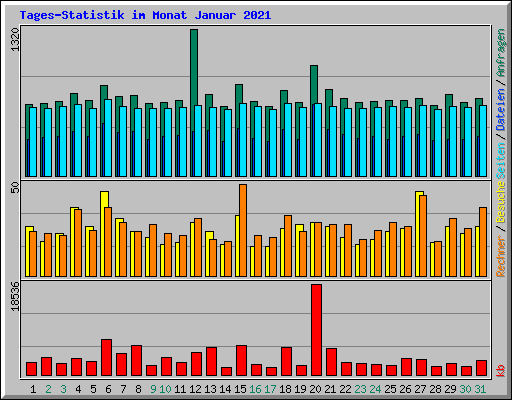 Tages-Statistik im Monat Januar 2021
1320
50
18536
Rechner / Besuche Seiten / Dateien / Anfragen
kb
1 2 3 4 5 6 7 8 9 10 11 12 13 14 15 16 17 18 19 20 21 22 23 24 25 26 27 28 29 30 31